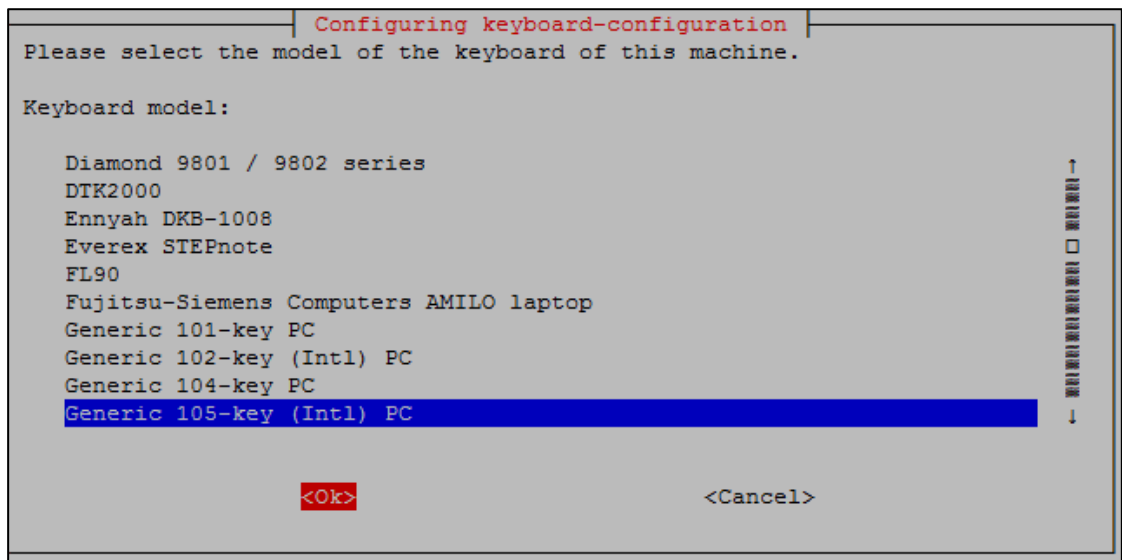 Configuring keyboard-configuration
Please select the model of the keyboard of this machine.
Keyboard model:
Diamond 9801 / 9802 series
DTK2000
Ennyah DKB-1008
Everex STEPnote
FL90
Fujitsu-Siemens Computers AMILO laptop
Generic 101-key PC
Generic 102-key (Intl) PC
Generic 104-key PC
Generic 105-key (Intl) PC
<Ok> <Cancel>